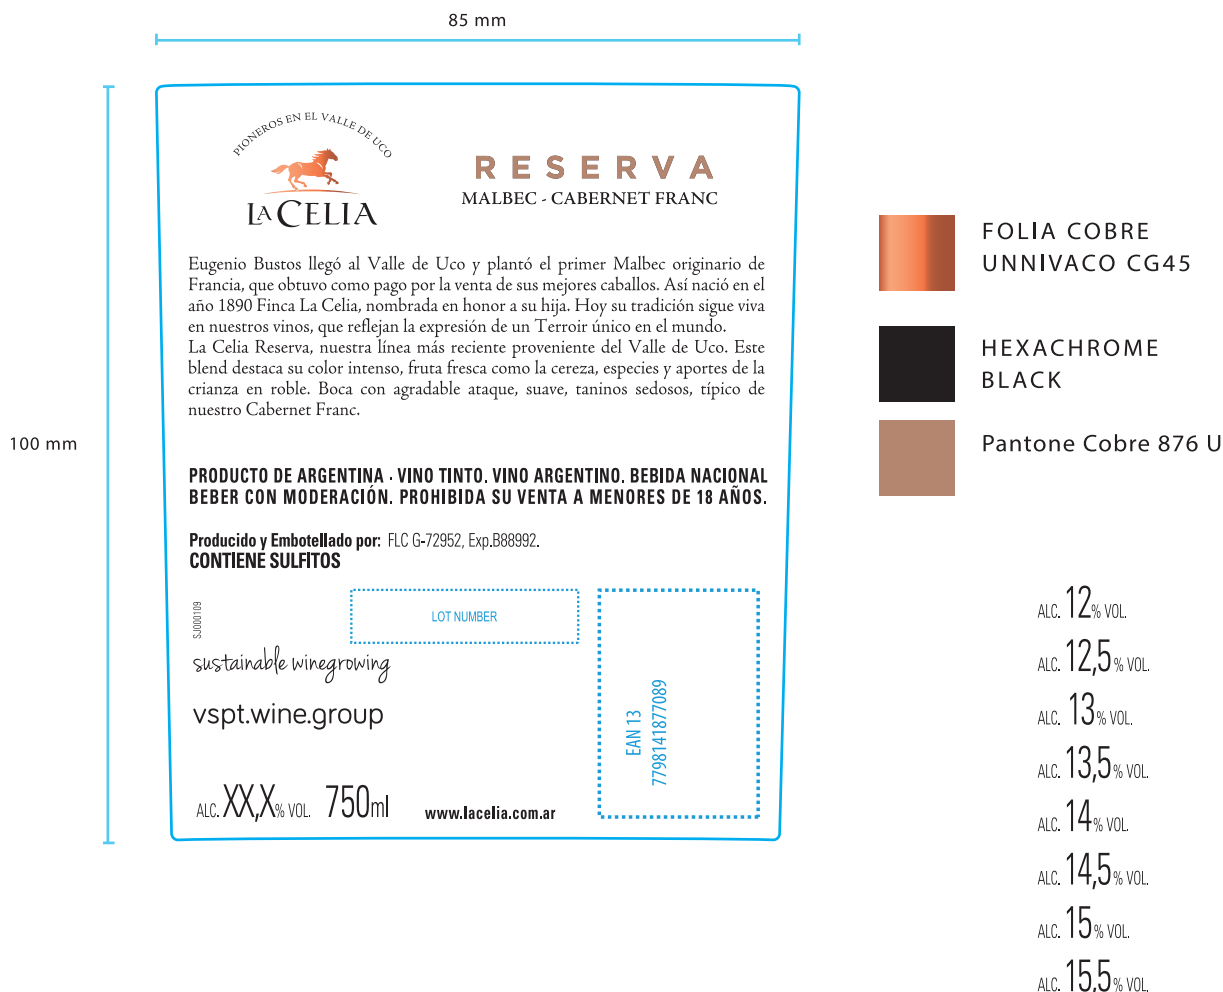 85 mm
100 mm
PIONEROS EN EL VALLE DE UCO
LA CELIA
RESERVA
MALBEC - CABERNET FRANC
Eugenio Bustos llegó al Valle de Uco y plantó el primer Malbec originario de
Francia, que obtuvo como pago por la venta de sus mejores caballos. Así nació en el
año 1890 Finca La Celia, nombrada en honor a su hija. Hoy su tradición sigue viva
en nuestros vinos, que reflejan la expresión de un Terroir único en el mundo.
La Celia Reserva, nuestra línea más reciente proveniente del Valle de Uco. Este
blend destaca su color intenso, fruta fresca como la cereza, especies y aportes de la
crianza en roble. Boca con agradable ataque, suave, taninos sedosos, típico de
nuestro Cabernet Franc.
PRODUCTO DE ARGENTINA · VINO TINTO. VINO ARGENTINO. BEBIDA NACIONAL
BEBER CON MODERACIÓN. PROHIBIDA SU VENTA A MENORES DE 18 AÑOS.
Producido y Embotellado por: FLC G-72952, Exp.B88992.
CONTIENE SULFITOS
SJ000109
LOT NUMBER
sustainable winegrowing
vspt.wine.group
EAN 13
7798141877089
ALC. XX,X% VOL. 750ml
www.lacelia.com.ar
FOLIA COBRE
UNNIVACO CG45
HEXACHROME
BLACK
Pantone Cobre 876 U
ALC. 12% VOL.
ALC. 12,5% VOL.
ALC. 13% VOL.
ALC. 13,5% VOL.
ALC. 14% VOL.
ALC. 14,5% VOL.
ALC. 15% VOL.
ALC. 15,5% VOL.